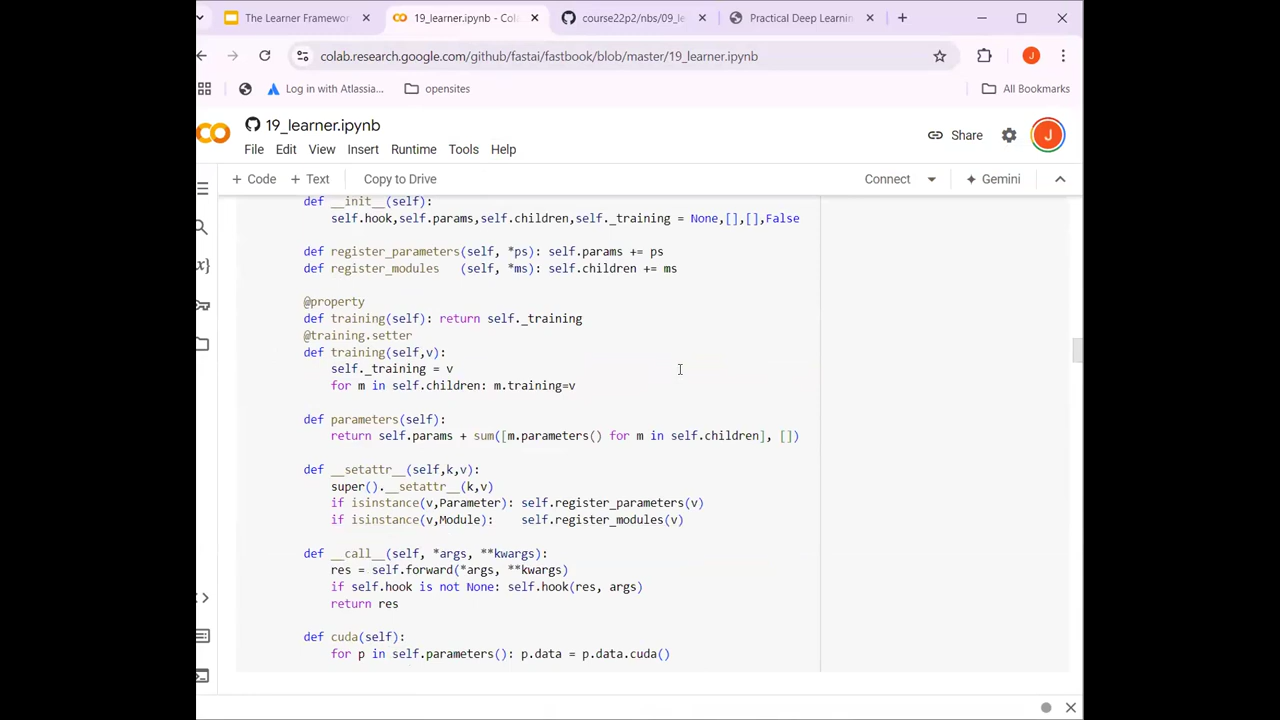 The Learner Framewo
19_learner.ipynb - Col
course22p2/nbs/09_le
Practical Deep Learnin
colab.research.google.com/github/fastai/fastbook/blob/master/19_learner.ipynb
J
Log in with Atlassia...
opensites
All Bookmarks
19_learner.ipynb
File Edit View Insert Runtime Tools Help
Share
J
+ Code + Text Copy to Drive
Connect
Gemini
def __init__(self):
self.hook,self.params,self.children,self._training = None,[],[],False
def register_parameters(self, *ps): self.params += ps
def register_modules   (self, *ms): self.children += ms
@property
def training(self): return self._training
@training.setter
def training(self,v):
self._training = v
for m in self.children: m.training=v
def parameters(self):
return self.params + sum([m.parameters() for m in self.children], [])
def __setattr__(self,k,v):
super().__setattr__(k,v)
if isinstance(v,Parameter): self.register_parameters(v)
if isinstance(v,Module):    self.register_modules(v)
def __call__(self, *args, **kwargs):
res = self.forward(*args, **kwargs)
if self.hook is not None: self.hook(res, args)
return res
def cuda(self):
for p in self.parameters(): p.data = p.data.cuda()